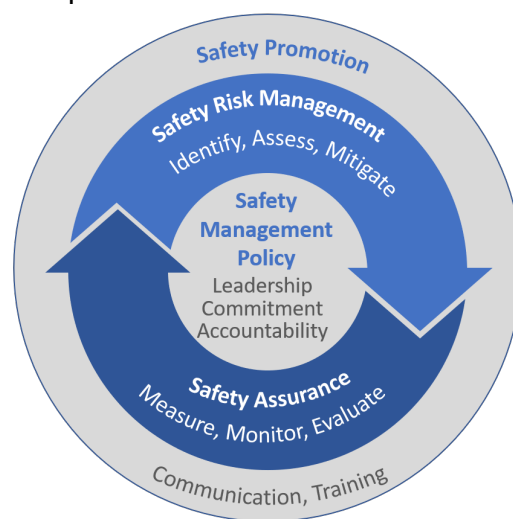 Safety Promotion
Safety Risk Management
Identify, Assess, Mitigate
Safety
Management
Policy
Leadership
Commitment
Accountability
Safety Assurance
Measure, Monitor, Evaluate
Communication, Training